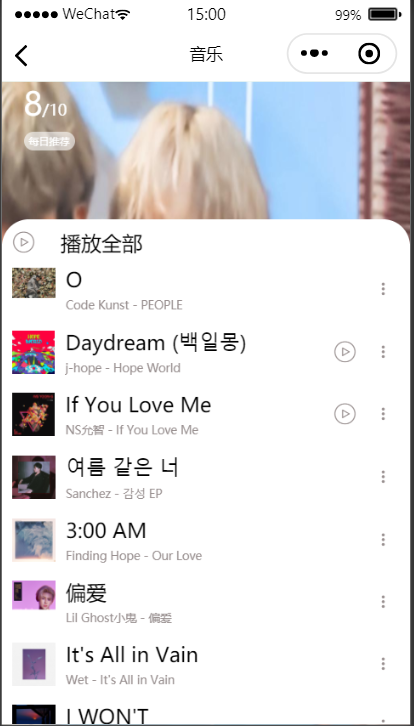 WeChat 15:00 99%
音乐
8/10
每日推荐
播放全部
O
Code Kunst - PEOPLE
Daydream (백일몽)
j-hope - Hope World
If You Love Me
NS允智 - If You Love Me
여름 같은 너
Sanchez - 감성 EP
3:00 AM
Finding Hope - Our Love
偏爱
Lil Ghost小鬼 - 偏爱
It's All in Vain
Wet - It's All in Vain
I WON'T